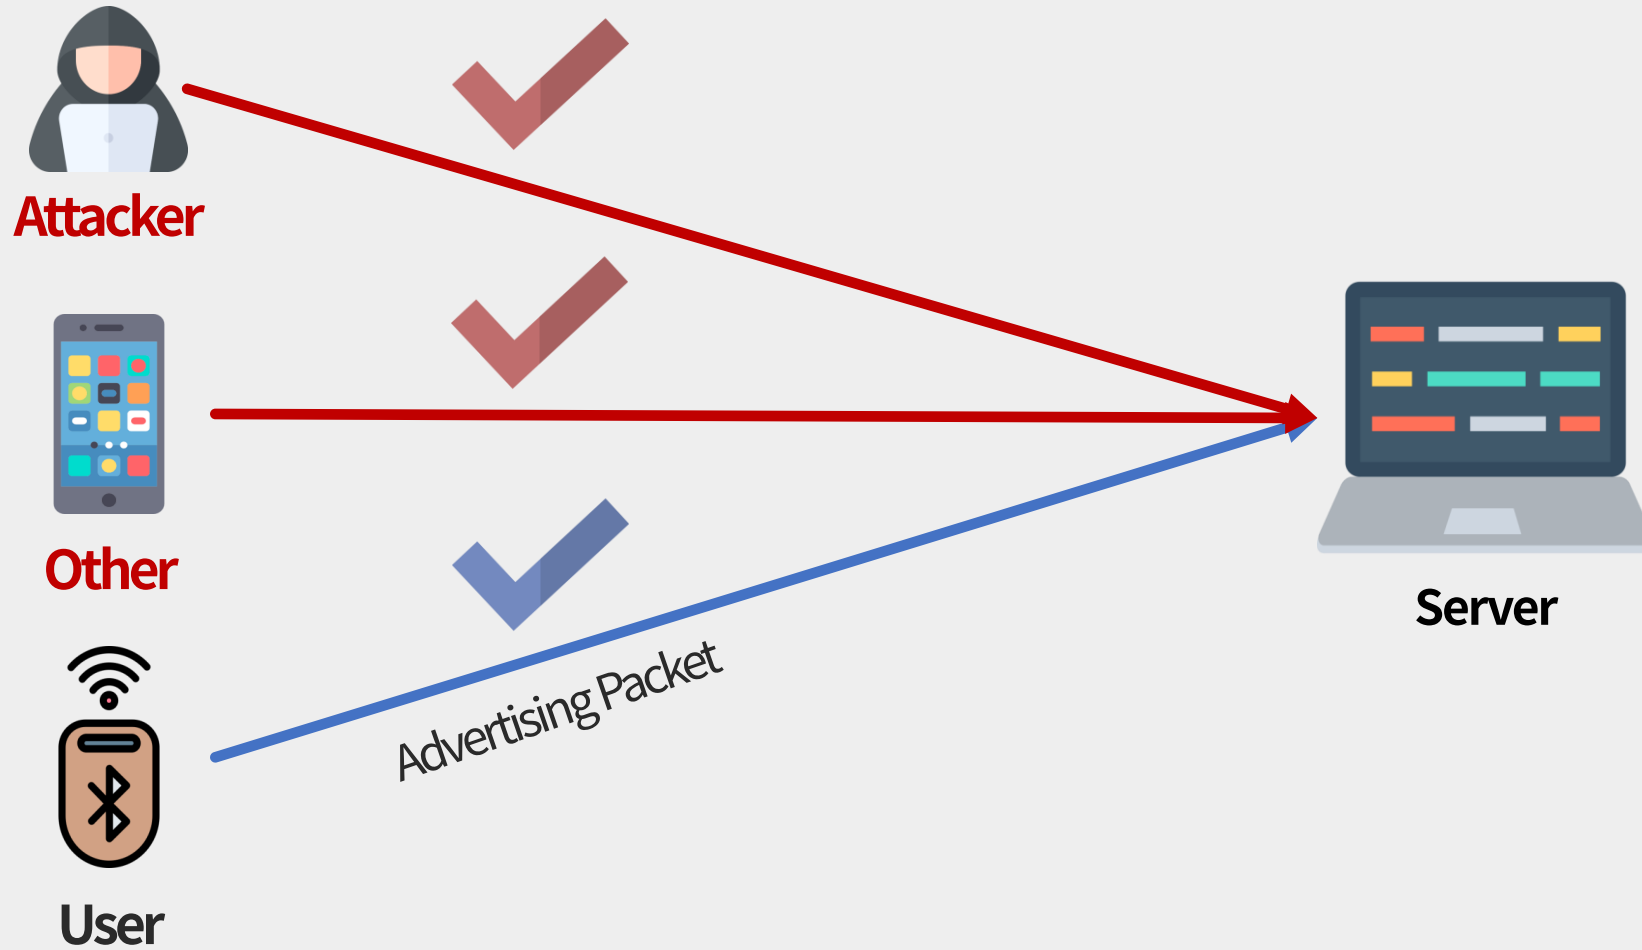 Attacker
Other
Advertising Packet
Server
User